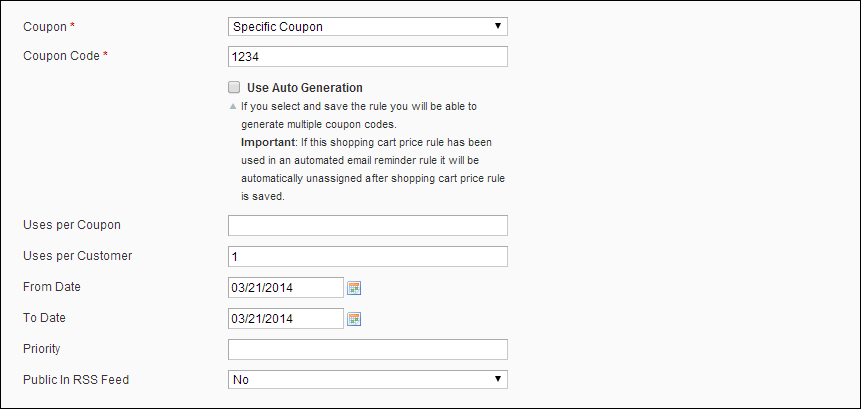 Coupon * Specific Coupon
Coupon Code * 1234
Use Auto Generation
If you select and save the rule you will be able to
generate multiple coupon codes.
Important: If this shopping cart price rule has been
used in an automated email reminder rule it will be
automatically unassigned after shopping cart price rule
is saved.
Uses per Coupon
Uses per Customer 1
From Date 03/21/2014
To Date 03/21/2014
Priority
Public In RSS Feed No